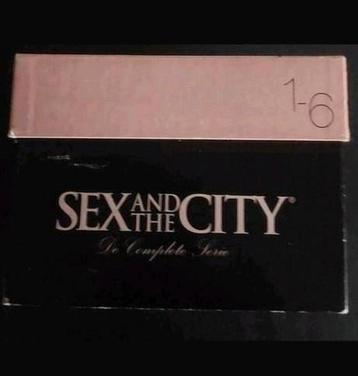 1-6
SEX AND THE CITY®
De Complete Serie